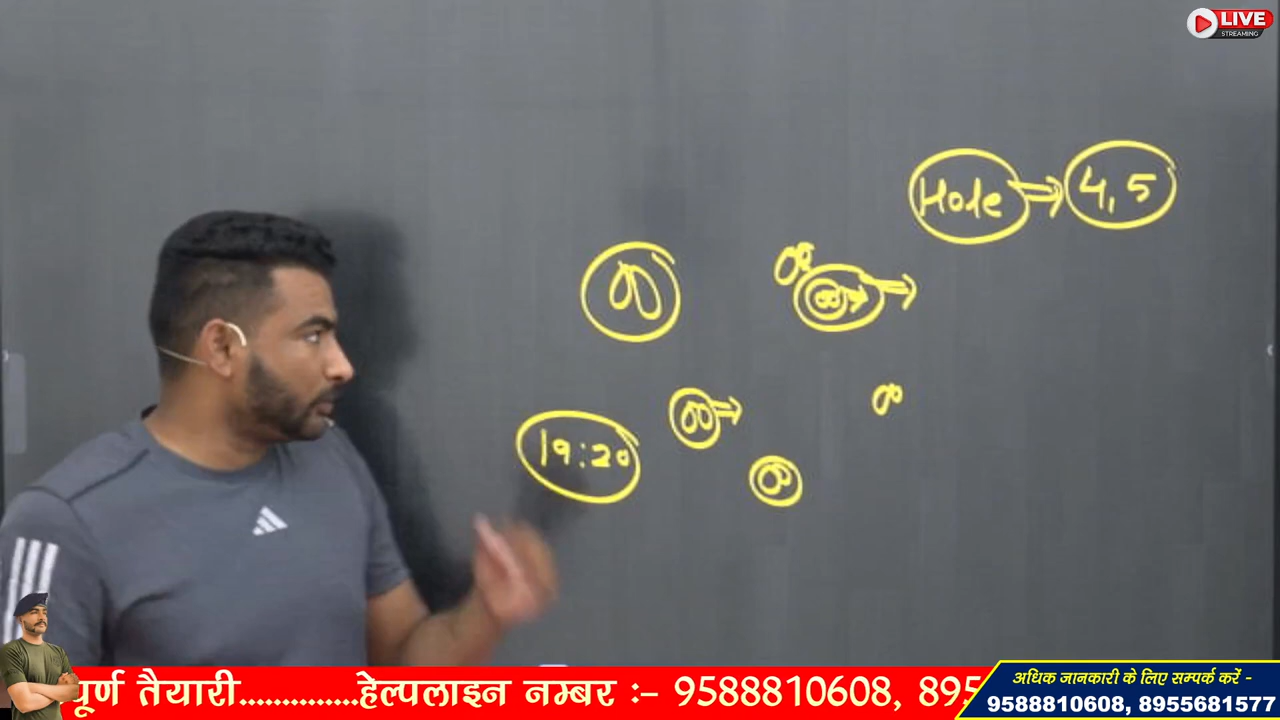 LIVE
STREAMING
Hole → 4, 5
19:20
पूर्ण तैयारी..............हेल्पलाइन नम्बर :– 9588810608, 895
अधिक जानकारी के लिए सम्पर्क करें -
9588810608, 8955681577